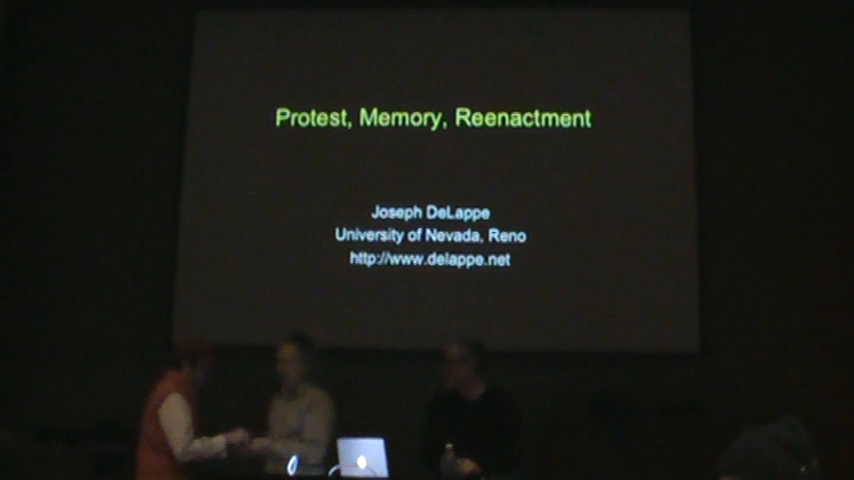 Protest, Memory, Reenactment
Joseph DeLappe
University of Nevada, Reno
http://www.delappe.net